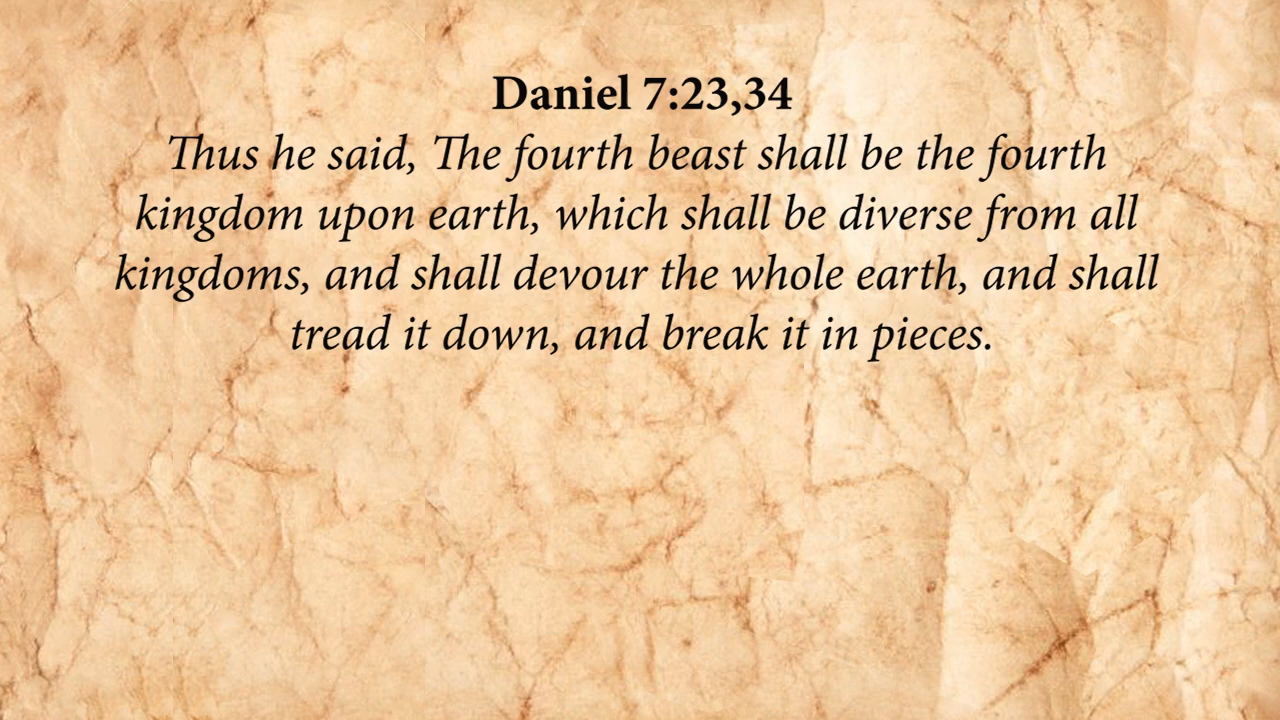 Daniel 7:23,34
Thus he said, The fourth beast shall be the fourth
kingdom upon earth, which shall be diverse from all
kingdoms, and shall devour the whole earth, and shall
tread it down, and break it in pieces.